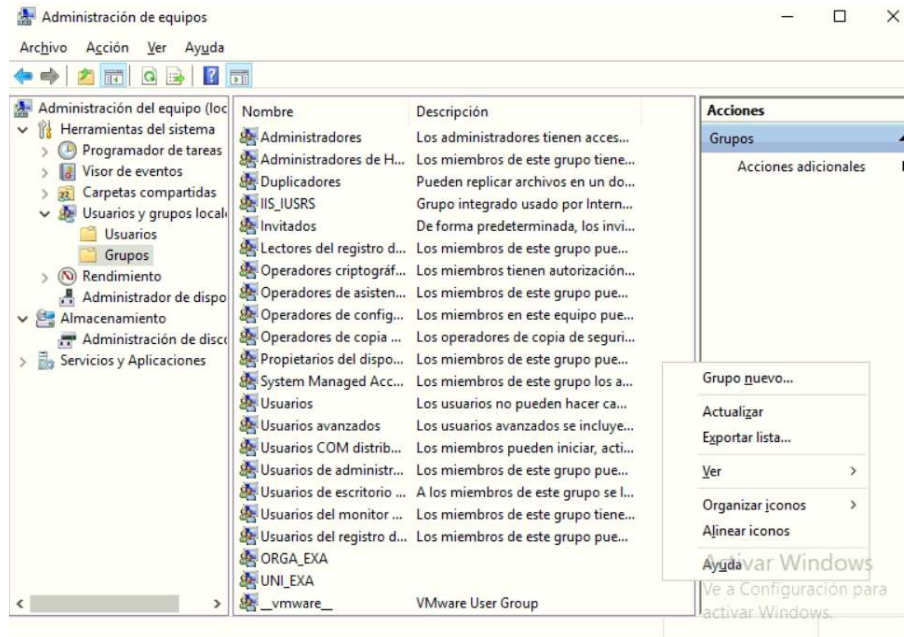 Administración de equipos
Archivo Acción Ver Ayuda
Administración del equipo (loc
Herramientas del sistema
Programador de tareas
Visor de eventos
Carpetas compartidas
Usuarios y grupos locale
Usuarios
Grupos
Rendimiento
Administrador de dispo
Almacenamiento
Administración de disco
Servicios y Aplicaciones
Nombre Descripción
Administradores Los administradores tienen acces...
Administradores de H... Los miembros de este grupo tiene...
Duplicadores Pueden replicar archivos en un do...
IIS_IUSRS Grupo integrado usado por Intern...
Invitados De forma predeterminada, los invi...
Lectores del registro d... Los miembros de este grupo pue...
Operadores criptográf... Los miembros tienen autorización...
Operadores de asisten... Los miembros de este grupo pue...
Operadores de config... Los miembros en este equipo pue...
Operadores de copia ... Los operadores de copia de seguri...
Propietarios del dispo... Los miembros de este grupo pue...
System Managed Acc... Los miembros de este grupo los a...
Usuarios Los usuarios no pueden hacer ca...
Usuarios avanzados Los usuarios avanzados se incluye...
Usuarios COM distrib... Los miembros pueden iniciar, acti...
Usuarios de administr... Los miembros de este grupo pue...
Usuarios de escritorio ... A los miembros de este grupo se l...
Usuarios del monitor ... Los miembros de este grupo tiene...
Usuarios del registro d... Los miembros de este grupo pue...
ORGA_EXA
UNI_EXA
__vmware__ VMware User Group
Acciones
Grupos
Acciones adicionales
Grupo nuevo...
Actualizar
Exportar lista...
Ver
Organizar iconos
Alinear iconos
Ayuda
Activar Windows
Ve a Configuración para
activar Windows.